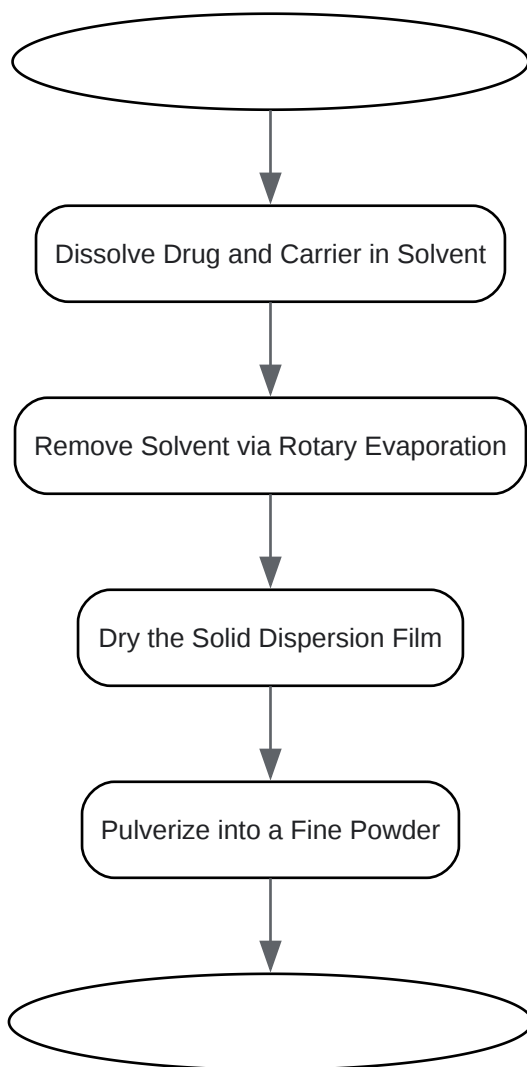 Dissolve Drug and Carrier in Solvent
Remove Solvent via Rotary Evaporation
Dry the Solid Dispersion Film
Pulverize into a Fine Powder